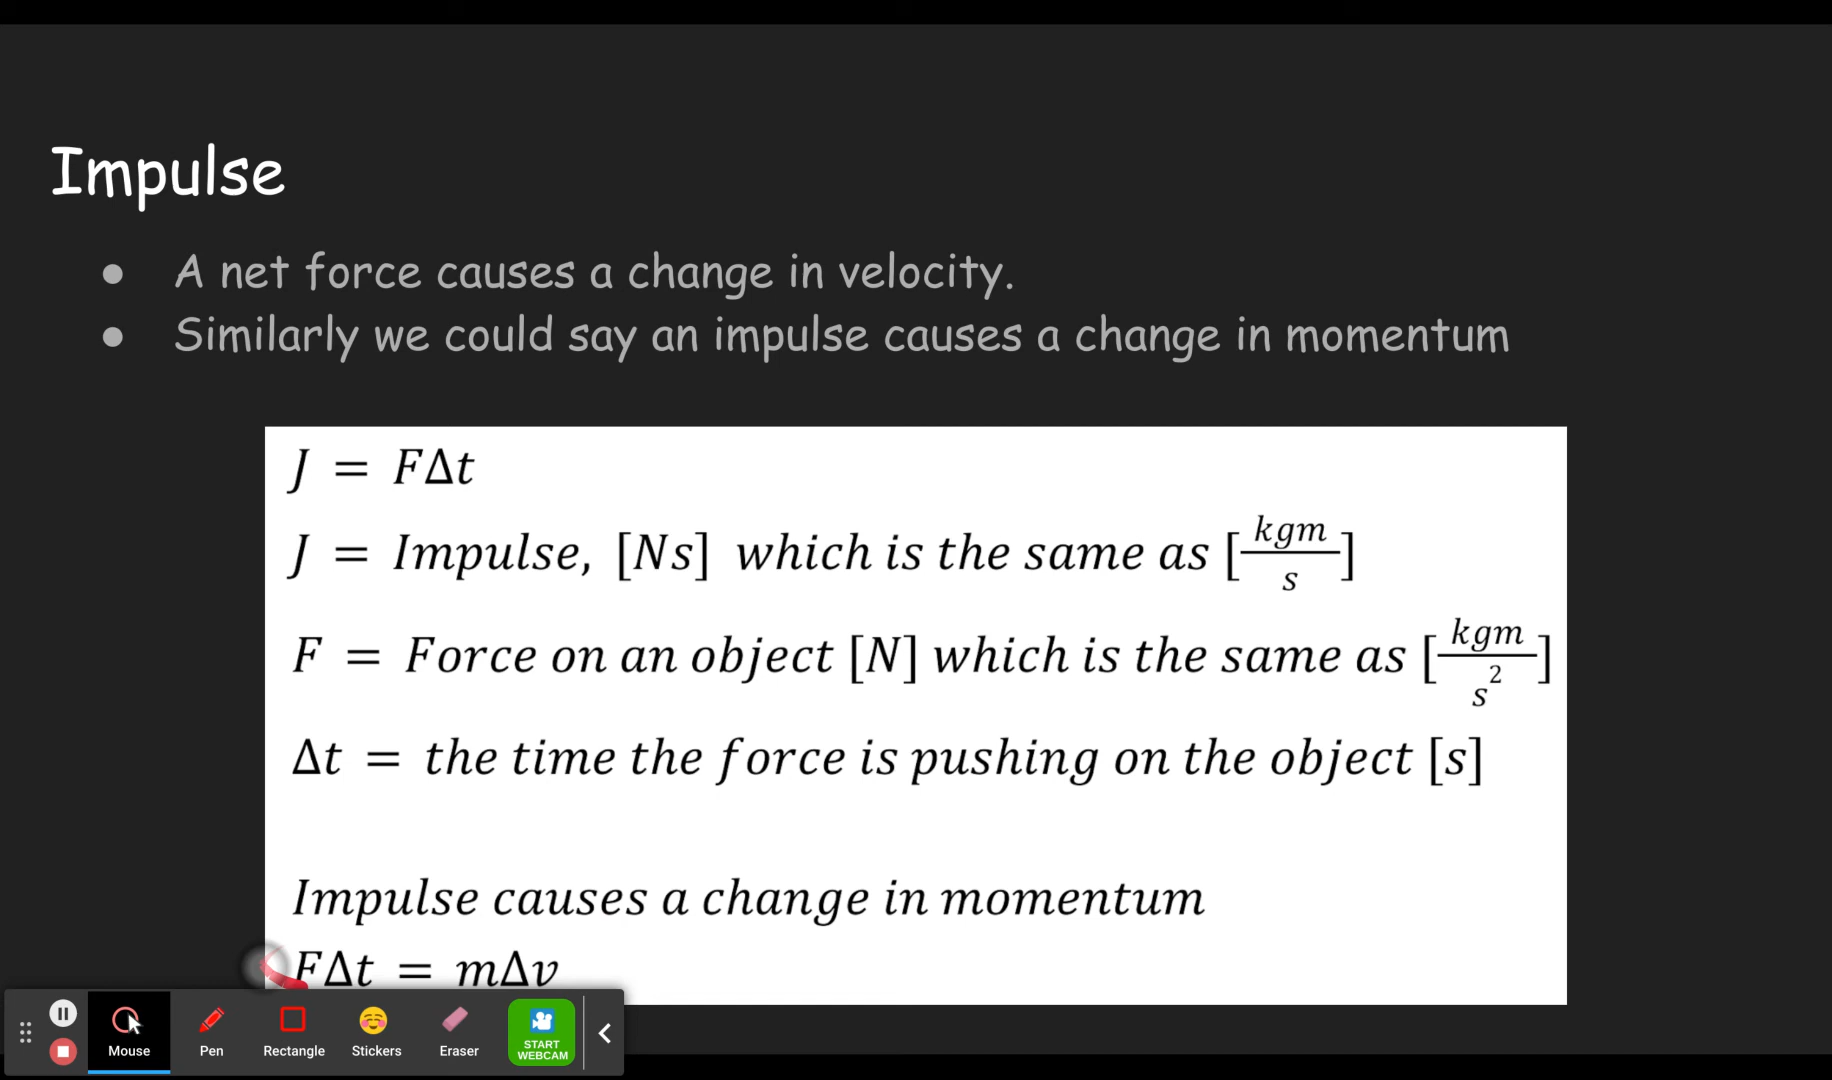 Impulse
● A net force causes a change in velocity.
● Similarly we could say an impulse causes a change in momentum
J = FΔt
J = Impulse, [Ns] which is the same as [kgm/s]
F = Force on an object [N] which is the same as [kgm/s²]
Δt = the time the force is pushing on the object [s]
Impulse causes a change in momentum
FΔt = mΔv
Mouse Pen Rectangle Stickers Eraser START WEBCAM